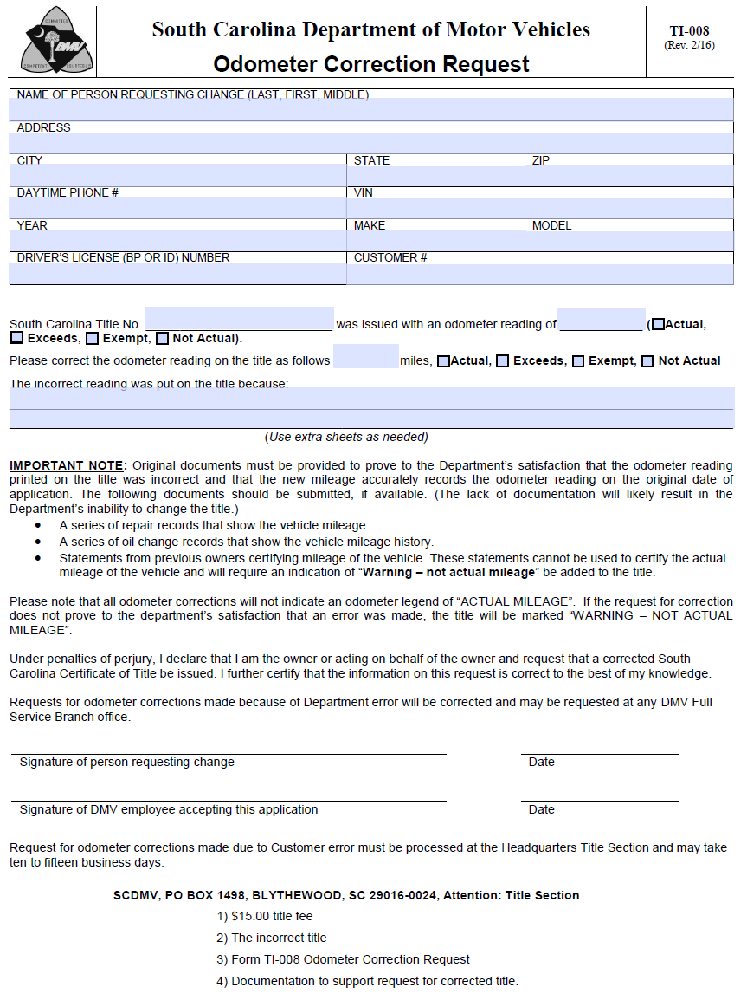 COMMITTED
DMV
COMPETENT COURTEOUS
South Carolina Department of Motor Vehicles
Odometer Correction Request
TI-008
(Rev. 2/16)
NAME OF PERSON REQUESTING CHANGE (LAST, FIRST, MIDDLE)
ADDRESS
CITY STATE ZIP
DAYTIME PHONE # VIN
YEAR MAKE MODEL
DRIVER'S LICENSE (BP OR ID) NUMBER CUSTOMER #
South Carolina Title No. ____________ was issued with an odometer reading of ____________ (☐Actual,
☐ Exceeds, ☐ Exempt, ☐ Not Actual).
Please correct the odometer reading on the title as follows _________ miles, ☐Actual, ☐ Exceeds, ☐ Exempt, ☐ Not Actual
The incorrect reading was put on the title because:
(Use extra sheets as needed)
IMPORTANT NOTE: Original documents must be provided to prove to the Department's satisfaction that the odometer reading
printed on the title was incorrect and that the new mileage accurately records the odometer reading on the original date of
application. The following documents should be submitted, if available. (The lack of documentation will likely result in the
Department's inability to change the title.)
• A series of repair records that show the vehicle mileage.
• A series of oil change records that show the vehicle mileage history.
• Statements from previous owners certifying mileage of the vehicle. These statements cannot be used to certify the actual
mileage of the vehicle and will require an indication of “Warning – not actual mileage” be added to the title.
Please note that all odometer corrections will not indicate an odometer legend of “ACTUAL MILEAGE”. If the request for correction
does not prove to the department's satisfaction that an error was made, the title will be marked “WARNING – NOT ACTUAL
MILEAGE”.
Under penalties of perjury, I declare that I am the owner or acting on behalf of the owner and request that a corrected South
Carolina Certificate of Title be issued. I further certify that the information on this request is correct to the best of my knowledge.
Requests for odometer corrections made because of Department error will be corrected and may be requested at any DMV Full
Service Branch office.
Signature of person requesting change Date
Signature of DMV employee accepting this application Date
Request for odometer corrections made due to Customer error must be processed at the Headquarters Title Section and may take
ten to fifteen business days.
SCDMV, PO BOX 1498, BLYTHEWOOD, SC 29016-0024, Attention: Title Section
1) $15.00 title fee
2) The incorrect title
3) Form TI-008 Odometer Correction Request
4) Documentation to support request for corrected title.